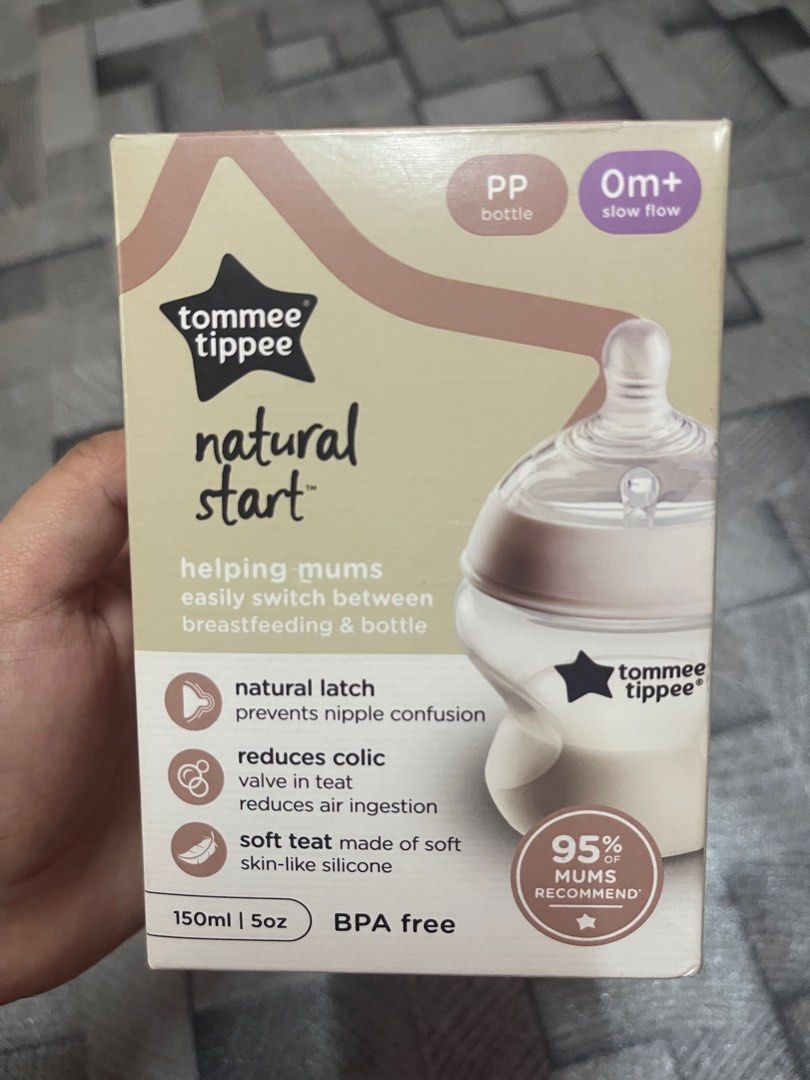 PP
bottle
0m+
slow flow
tommee®
tippee
natural
start™
helping mums
easily switch between
breastfeeding & bottle
natural latch
prevents nipple confusion
reduces colic
valve in teat
reduces air ingestion
soft teat made of soft
skin-like silicone
150ml | 5oz
BPA free
tommee
tippee®
95% OF
MUMS
RECOMMEND*